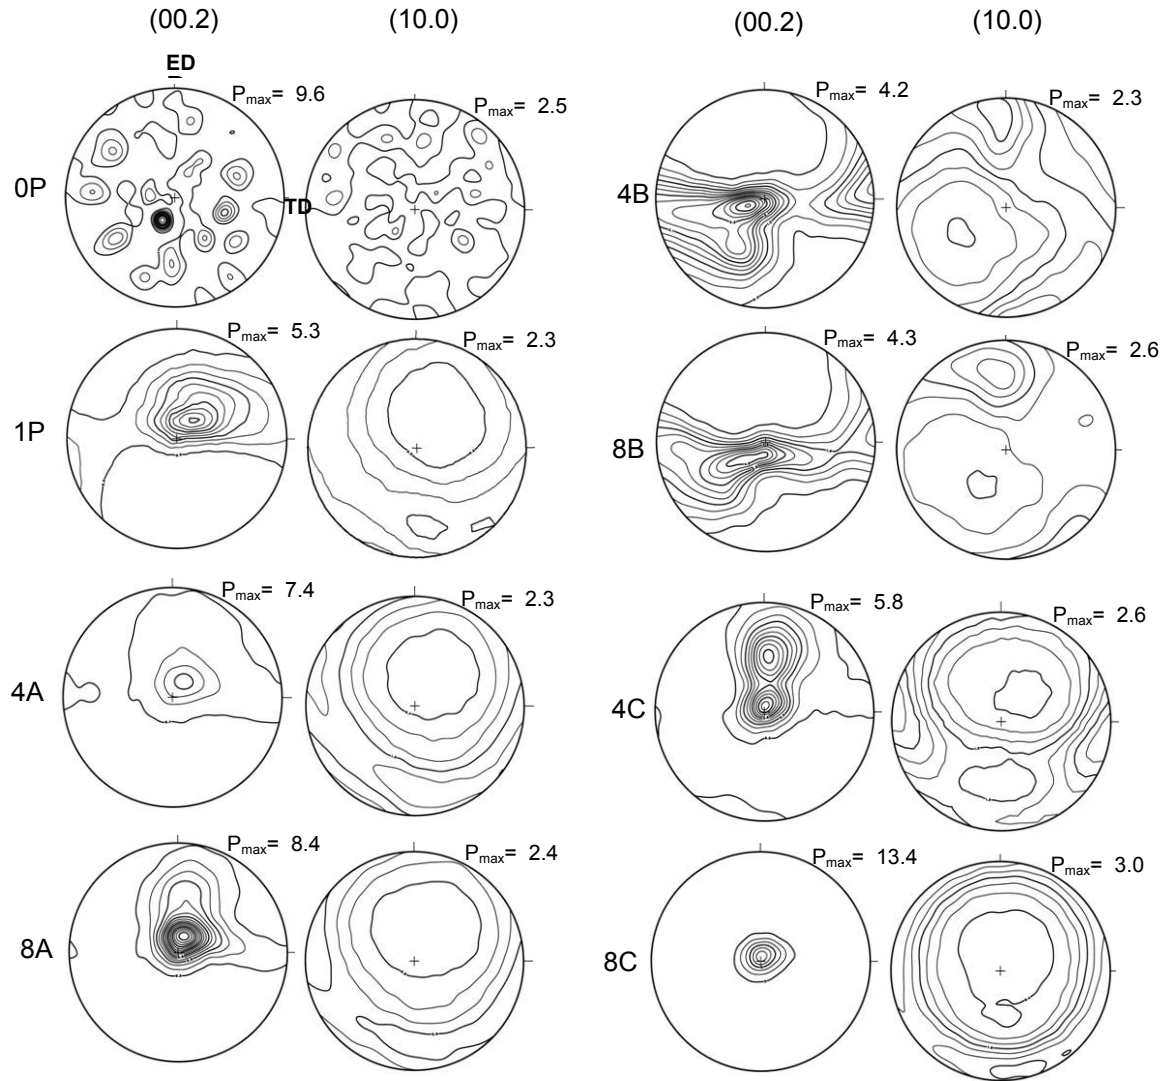 (00.2) (10.0) (00.2) (10.0)
ED
Pmax= 9.6 Pmax= 2.5 Pmax= 4.2 Pmax= 2.3
0P TD 4B
Pmax= 5.3 Pmax= 2.3 Pmax= 4.3 Pmax= 2.6
1P 8B
Pmax= 7.4 Pmax= 2.3 Pmax= 5.8 Pmax= 2.6
4A 4C
Pmax= 8.4 Pmax= 2.4 Pmax= 13.4 Pmax= 3.0
8A 8C